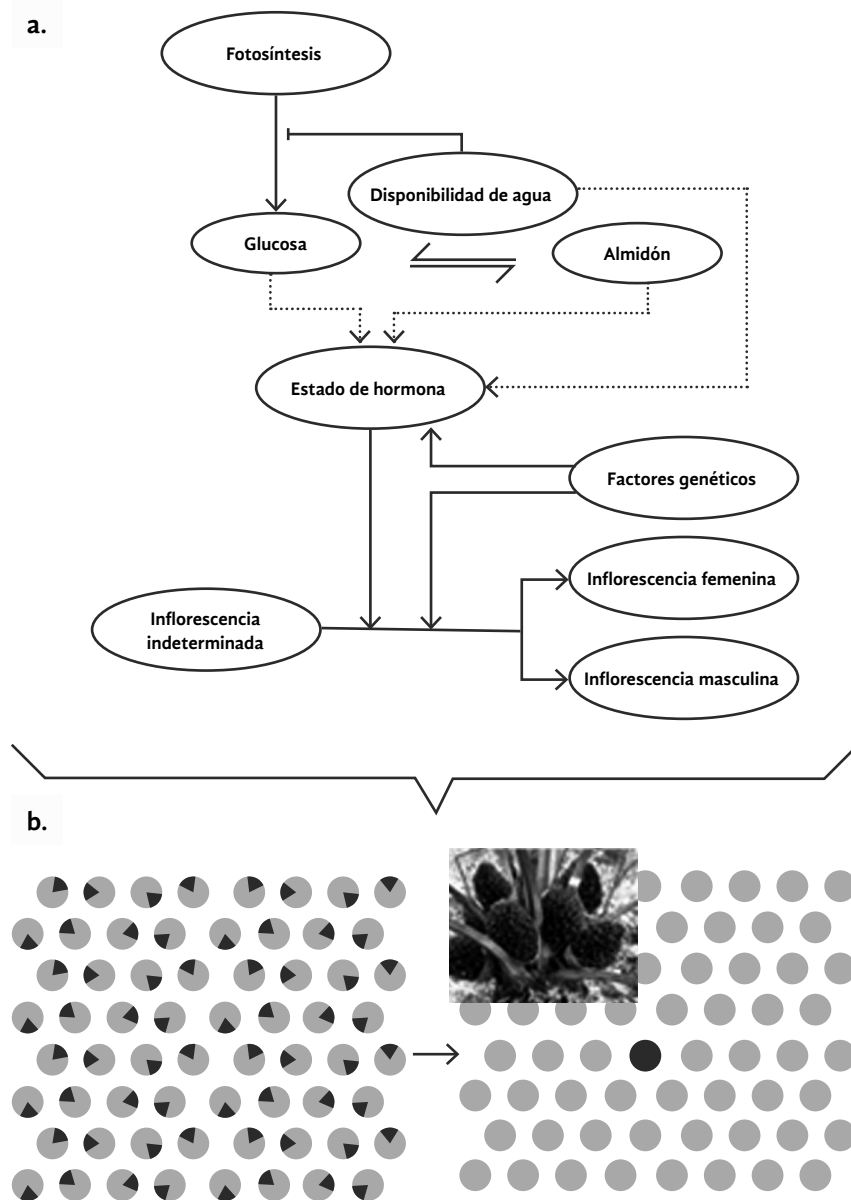 a.
Fotosíntesis
Disponibilidad de agua
Glucosa
Almidón
Estado de hormona
Factores genéticos
Inflorescencia femenina
Inflorescencia
indeterminada
Inflorescencia masculina
b.